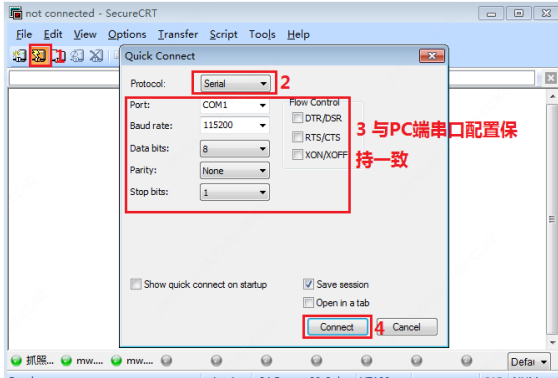 not connected - SecureCRT
File Edit View Options Transfer Script Tools Help
1
Quick Connect
Protocol: Serial 2
Port: COM1
Baud rate: 115200
Data bits: 8
Parity: None
Stop bits: 1
Flow Control
DTR/DSR
RTS/CTS
XON/XOFF
3 与PC端串口配置保
持一致
Show quick connect on startup
Save session
Open in a tab
Connect 4 Cancel
抓照... mw.... mw....
Defai